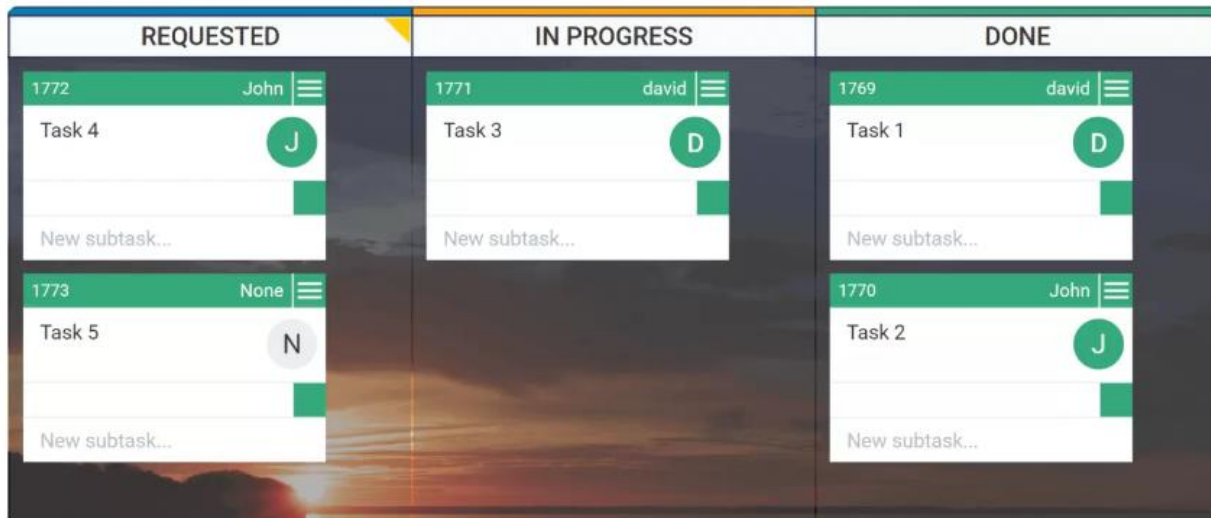 REQUESTED
1772 John
Task 4
J
New subtask...
1773 None
Task 5
N
New subtask...
IN PROGRESS
1771 david
Task 3
D
New subtask...
DONE
1769 david
Task 1
D
New subtask...
1770 John
Task 2
J
New subtask...